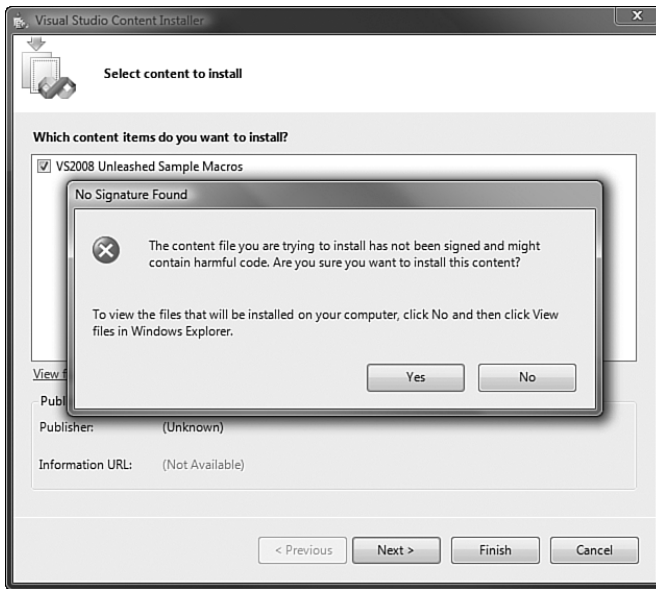 Visual Studio Content Installer
X
Select content to install
Which content items do you want to install?
VS2008 Unleashed Sample Macros
No Signature Found
The content file you are trying to install has not been signed and might
contain harmful code. Are you sure you want to install this content?
To view the files that will be installed on your computer, click No and then click View
files in Windows Explorer.
Yes
No
View
Publisher:
(Unknown)
Information URL:
(Not Available)
< Previous
Next >
Finish
Cancel